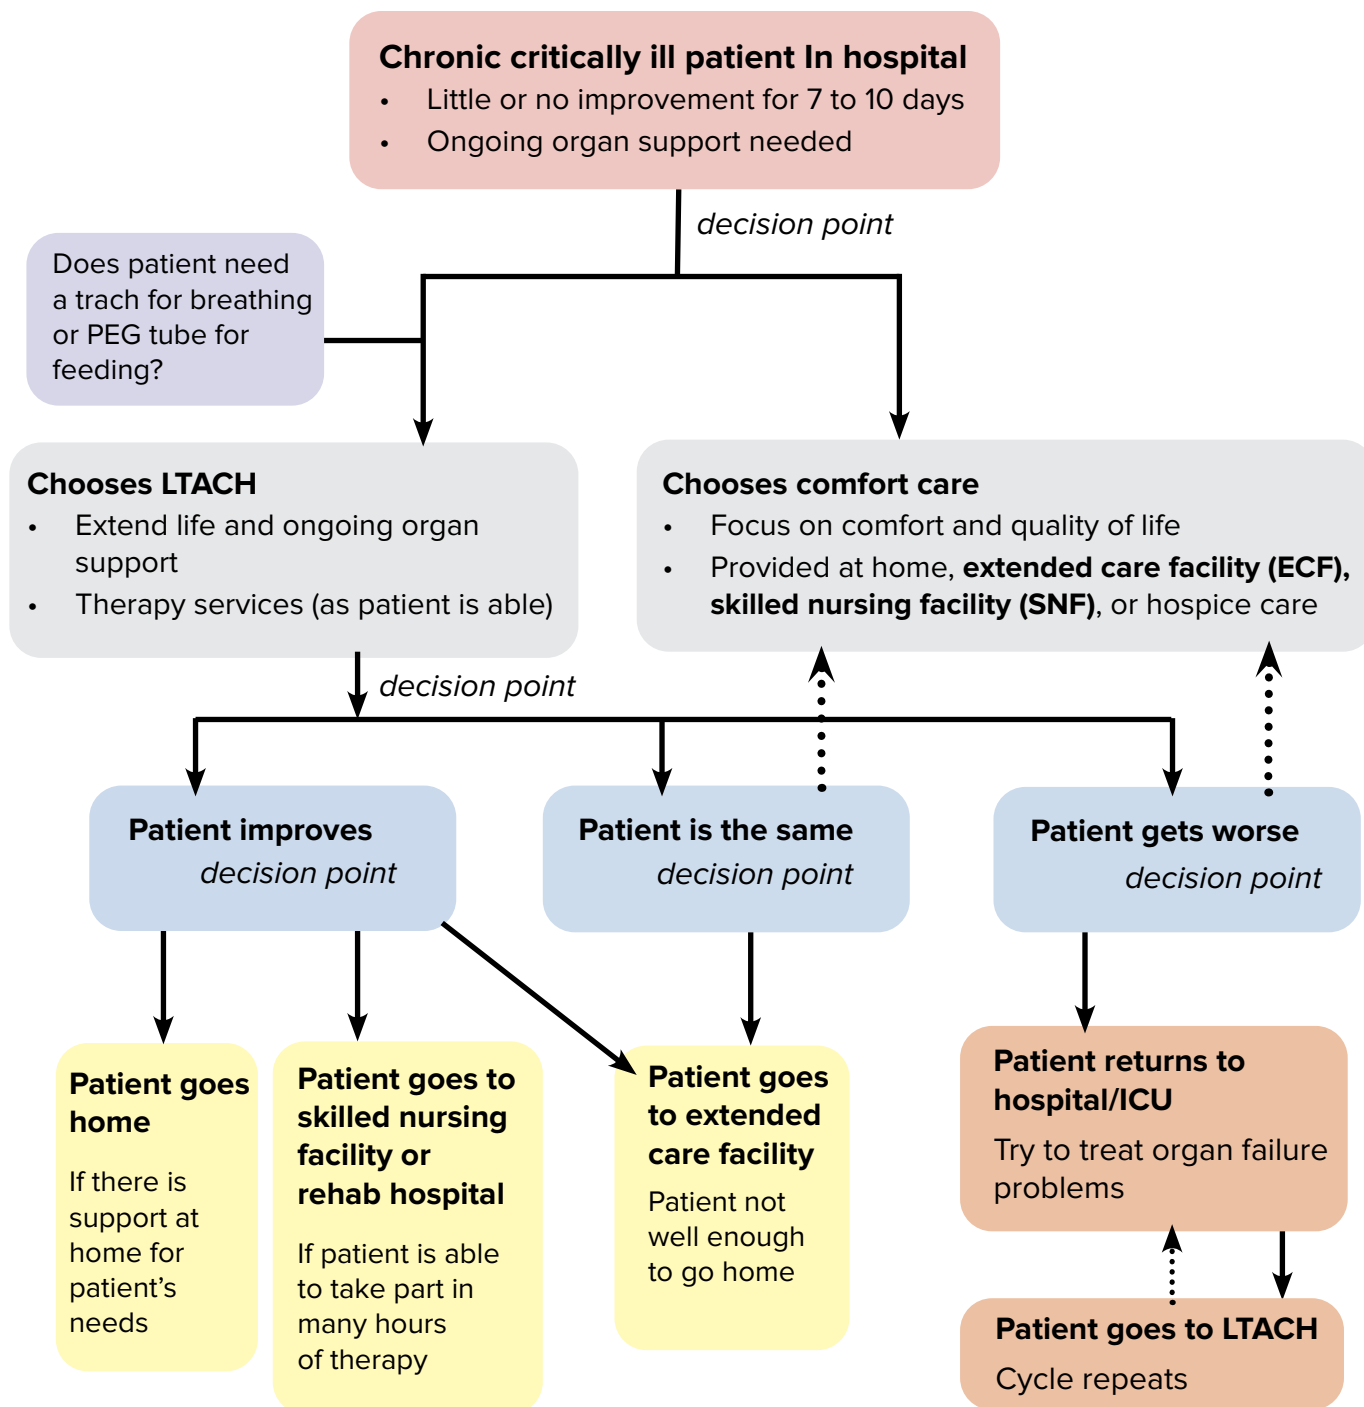 Chronic critically ill patient In hospital
• Little or no improvement for 7 to 10 days
• Ongoing organ support needed
decision point
Does patient need
a trach for breathing
or PEG tube for
feeding?
Chooses LTACH
• Extend life and ongoing organ
support
• Therapy services (as patient is able)
Chooses comfort care
• Focus on comfort and quality of life
• Provided at home, extended care facility (ECF),
skilled nursing facility (SNF), or hospice care
decision point
Patient improves
decision point
Patient is the same
decision point
Patient gets worse
decision point
Patient goes
home
If there is
support at
home for
patient's
needs
Patient goes to
skilled nursing
facility or
rehab hospital
If patient is able
to take part in
many hours
of therapy
Patient goes
to extended
care facility
Patient not
well enough
to go home
Patient returns to
hospital/ICU
Try to treat organ failure
problems
Patient goes to LTACH
Cycle repeats